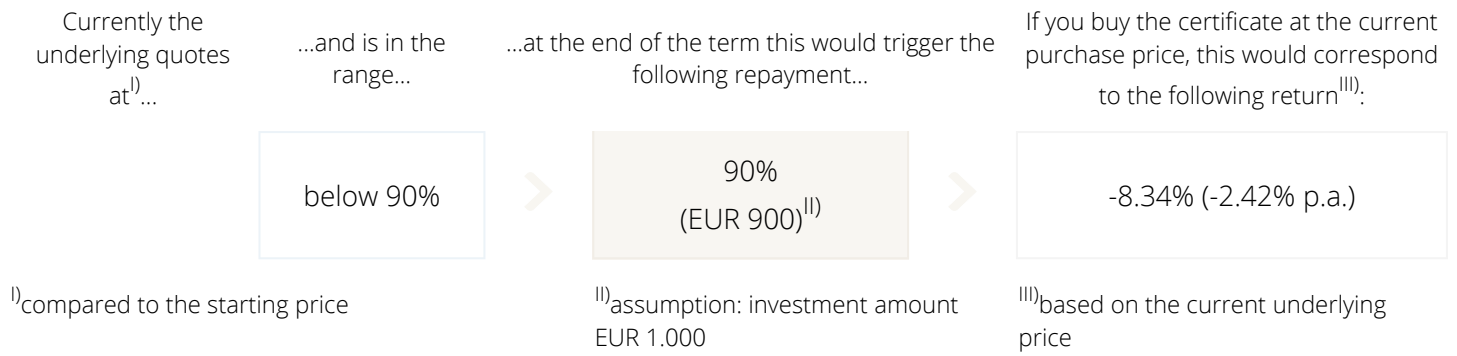 Currently the
underlying quotes
at I)...
...and is in the
range...
...at the end of the term this would trigger the
following repayment...
If you buy the certificate at the current
purchase price, this would correspond
to the following return III):
below 90%
90%
(EUR 900) II)
-8.34% (-2.42% p.a.)
I)compared to the starting price
II)assumption: investment amount
EUR 1.000
III)based on the current underlying
price